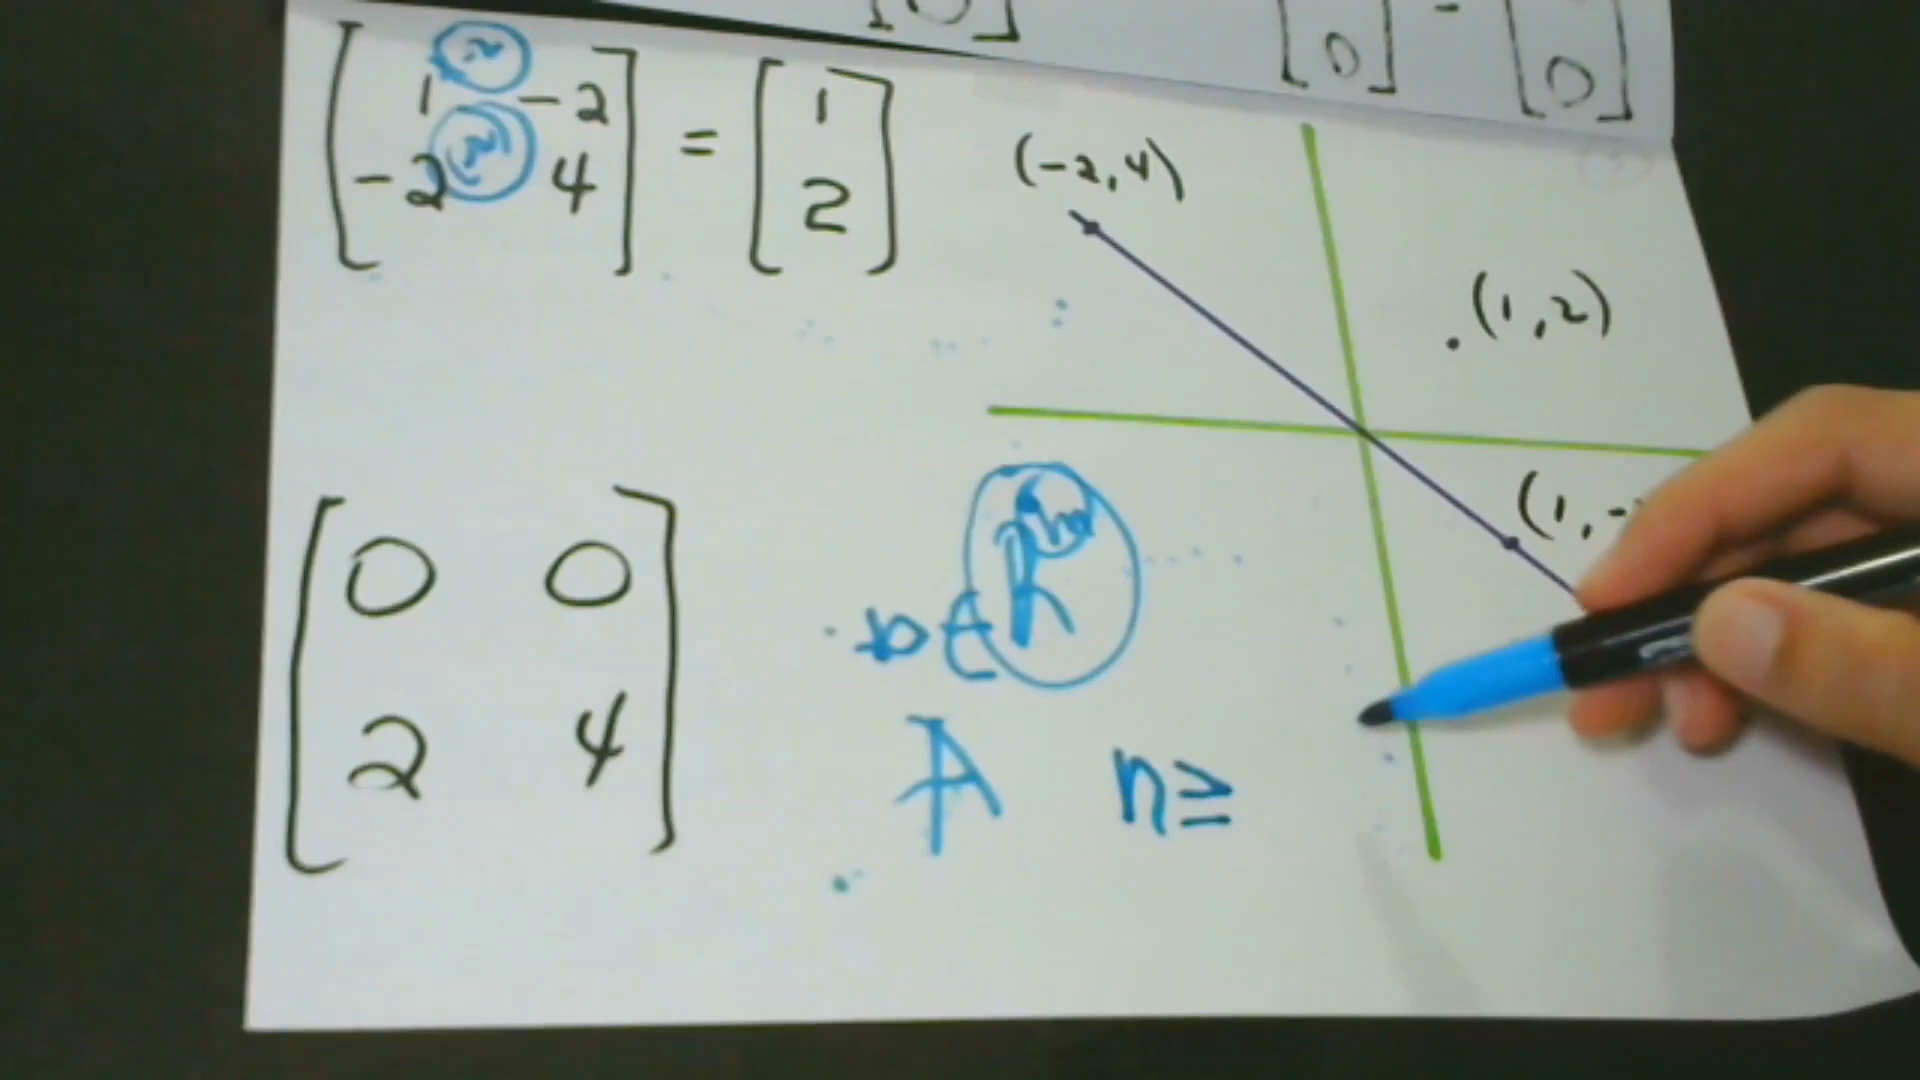 0
0 - 0
1 -2 = 1
-2 4 2
(-2,4)
(1,2)
(1,-
0 0
2 4
b ∈ R^m
A n ≥